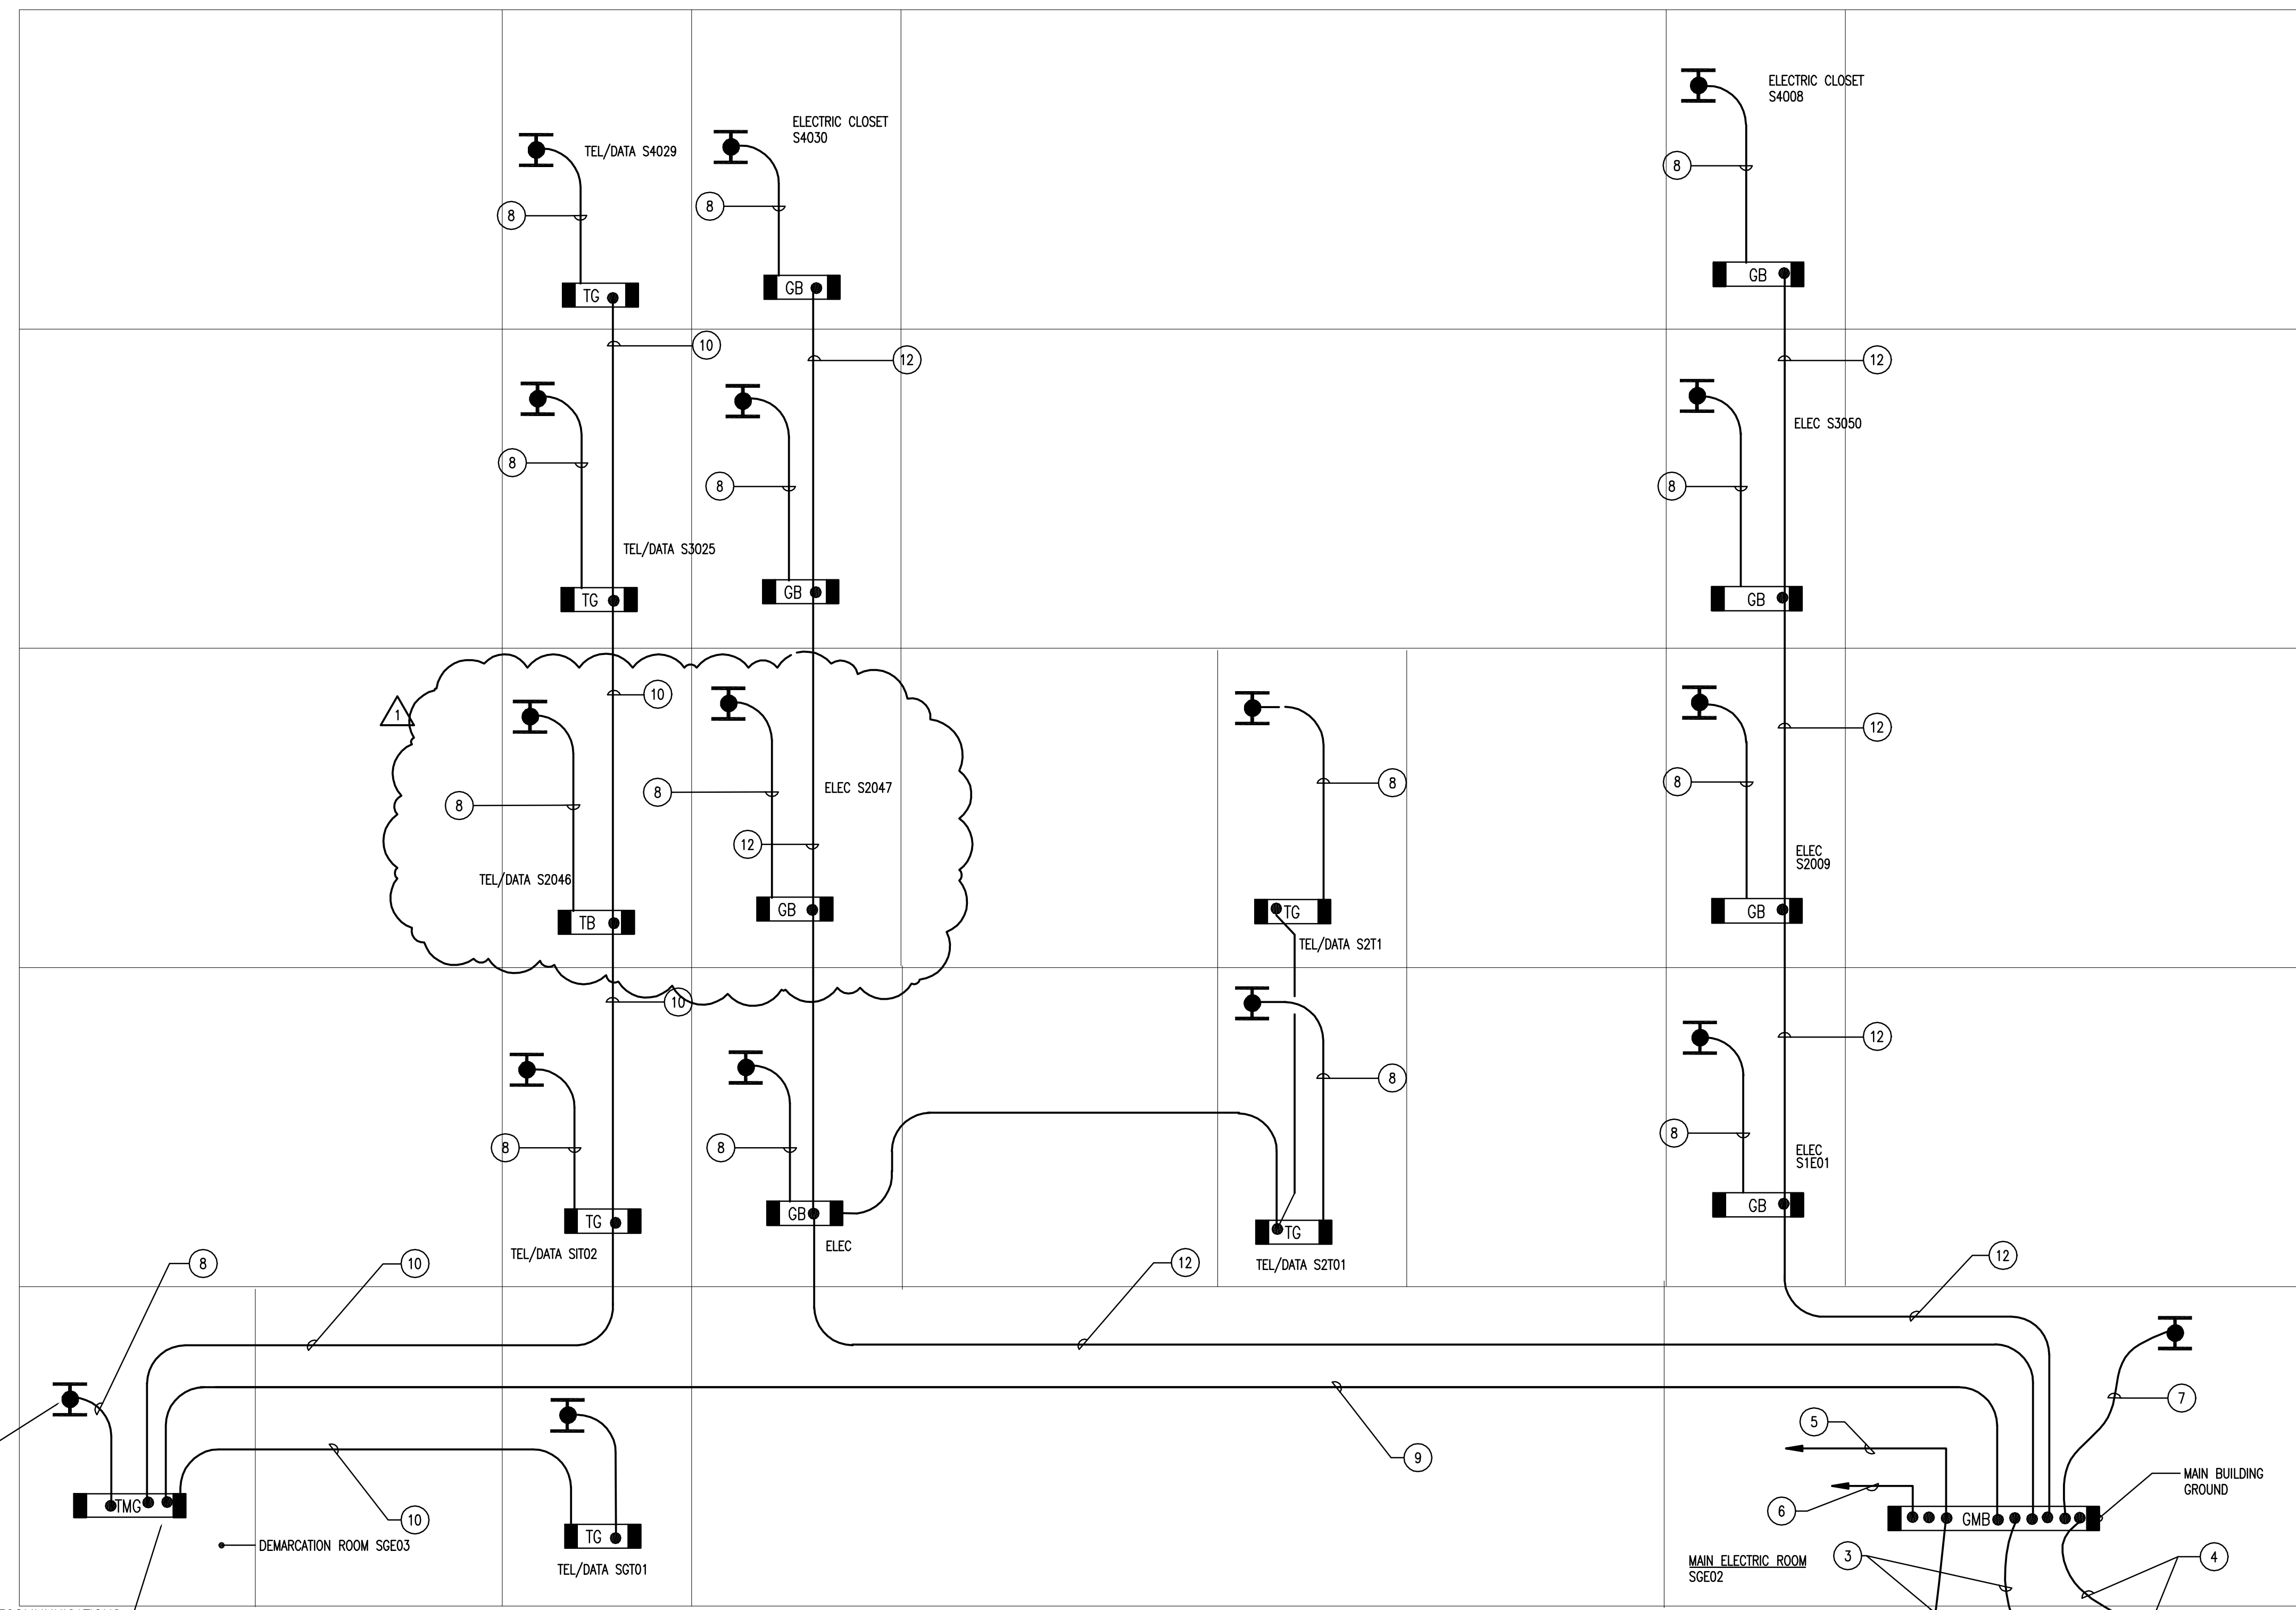 ELECTRIC CLOSET
S4008
ELECTRIC CLOSET
S4030
TEL/DATA S4029
8
8
8
GB
GB
TG
10
12
12
ELEC S3050
8
8
8
TEL/DATA S3025
GB
TG
GB
10
1
12
8
8
8
ELEC S2047
8
12
ELEC
S2009
TEL/DATA S2046
GB
TB
TG
GB
TEL/DATA S2T1
10
12
8
8
8
8
ELEC
S1E01
GB
GB
TG
TG
ELEC
TEL/DATA SIT02
TEL/DATA S2T01
8
10
12
12
7
5
9
MAIN BUILDING
GROUND
TMG
6
GMB
10
TG
DEMARCATION ROOM SGE03
MAIN ELECTRIC ROOM
SGE02
3
4
TEL/DATA SGT01